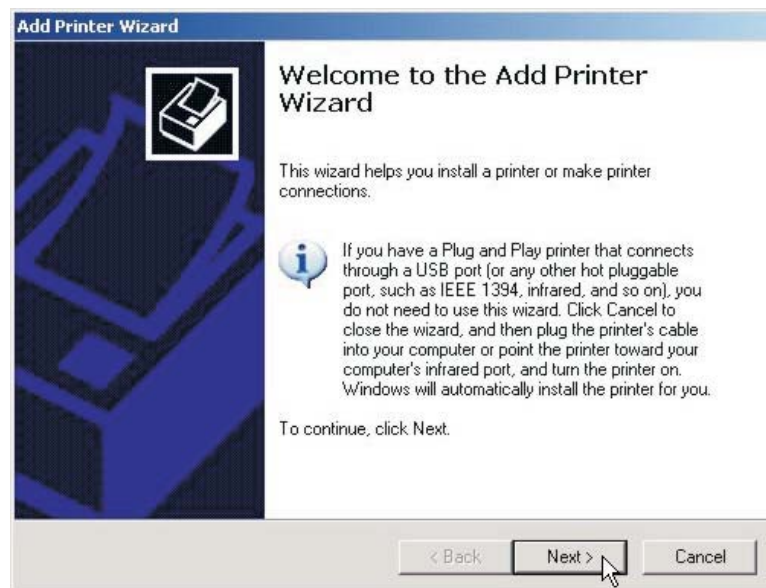 Add Printer Wizard
Welcome to the Add Printer
Wizard
This wizard helps you install a printer or make printer
connections.
If you have a Plug and Play printer that connects
through a USB port (or any other hot pluggable
port, such as IEEE 1394, infrared, and so on), you
do not need to use this wizard. Click Cancel to
close the wizard, and then plug the printer's cable
into your computer or point the printer toward your
computer's infrared port, and turn the printer on.
Windows will automatically install the printer for you.
To continue, click Next.
< Back Next > Cancel